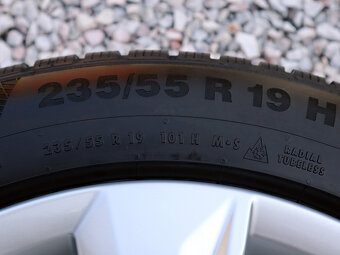 235/55 R 19 H
235/55 R 19 101 H M·S RADIAL
TUBELESS